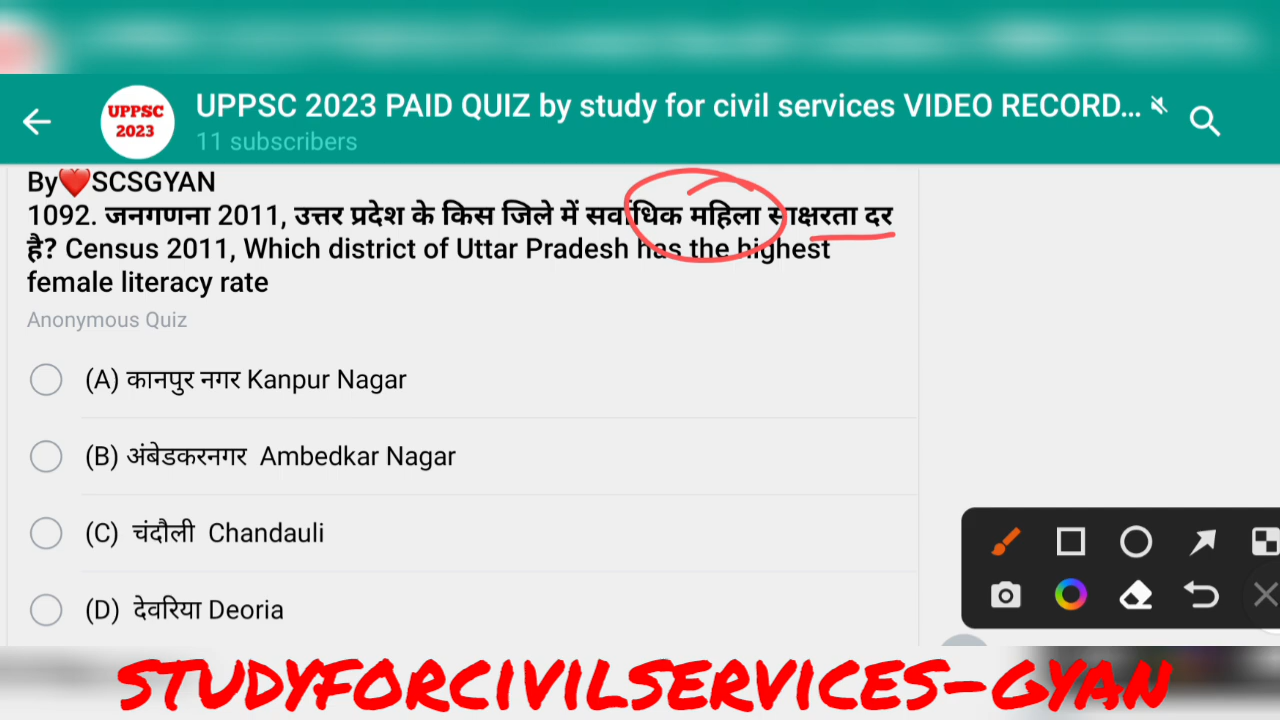 UPPSC 2023 PAID QUIZ by study for civil services VIDEO RECORD...
UPPSC
2023
11 subscribers
By❤️SCSGYAN
1092. जनगणना 2011, उत्तर प्रदेश के किस जिले में सर्वाधिक महिला साक्षरता दर
है? Census 2011, Which district of Uttar Pradesh has the highest
female literacy rate
Anonymous Quiz
(A) कानपुर नगर Kanpur Nagar
(B) अंबेडकरनगर Ambedkar Nagar
(C) चंदौली Chandauli
(D) देवरिया Deoria
STUDYFORCIVILSERVICES-GYAN